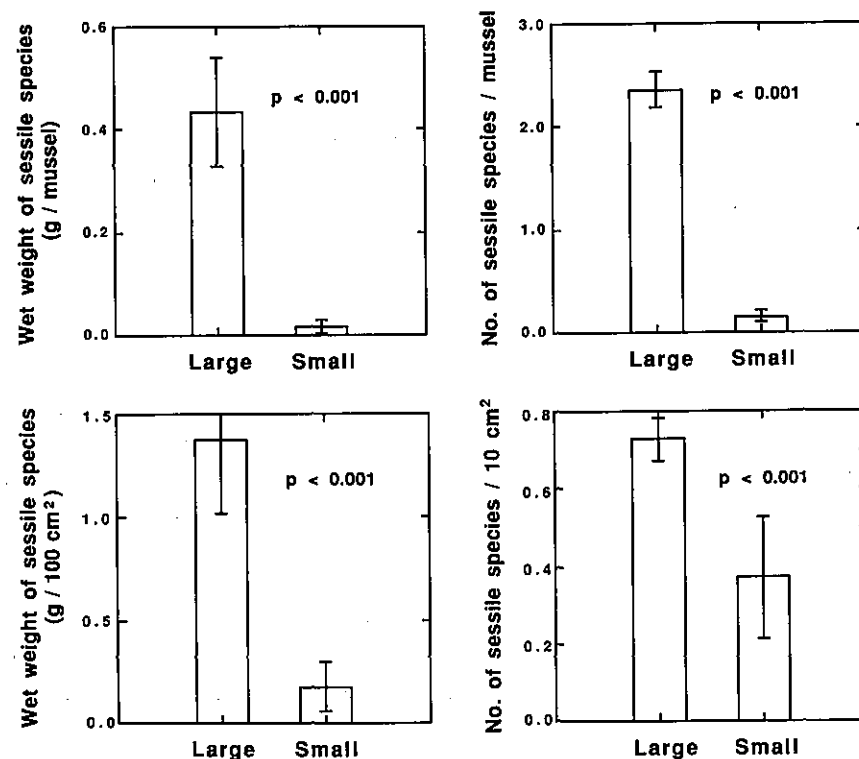 Wet weight of sessile species
(g / mussel)
0.6
0.4
0.2
0.0
p < 0.001
Large Small
No. of sessile species / mussel
3.0
2.0
1.0
0.0
p < 0.001
Large Small
Wet weight of sessile species
(g / 100 cm²)
1.5
1.0
0.5
0.0
p < 0.001
Large Small
No. of sessile species / 10 cm²
0.8
0.6
0.4
0.2
0.0
p < 0.001
Large Small